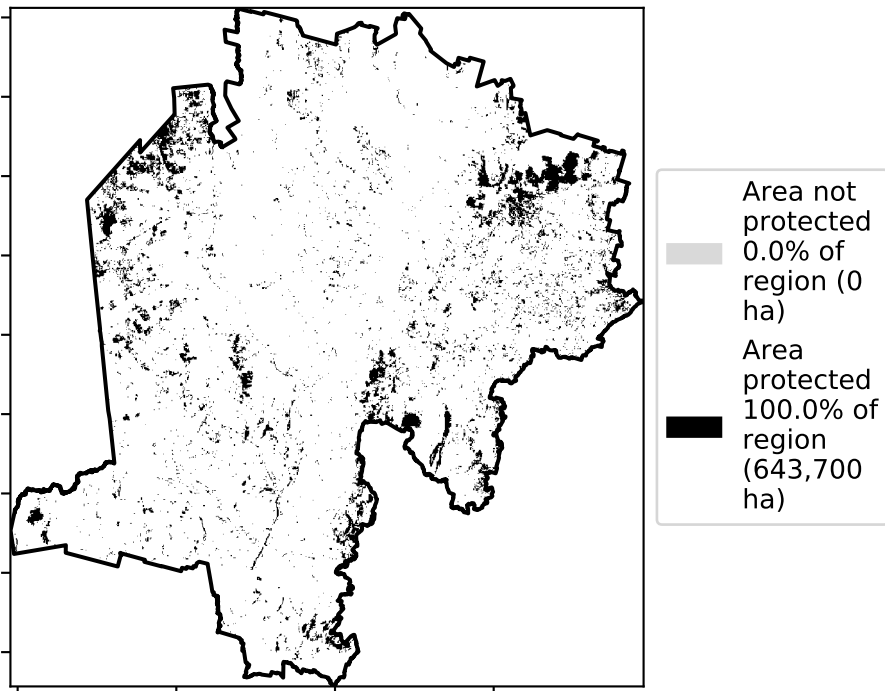 Area not
protected
0.0% of
region (0
ha)
Area
protected
100.0% of
region
(643,700
ha)